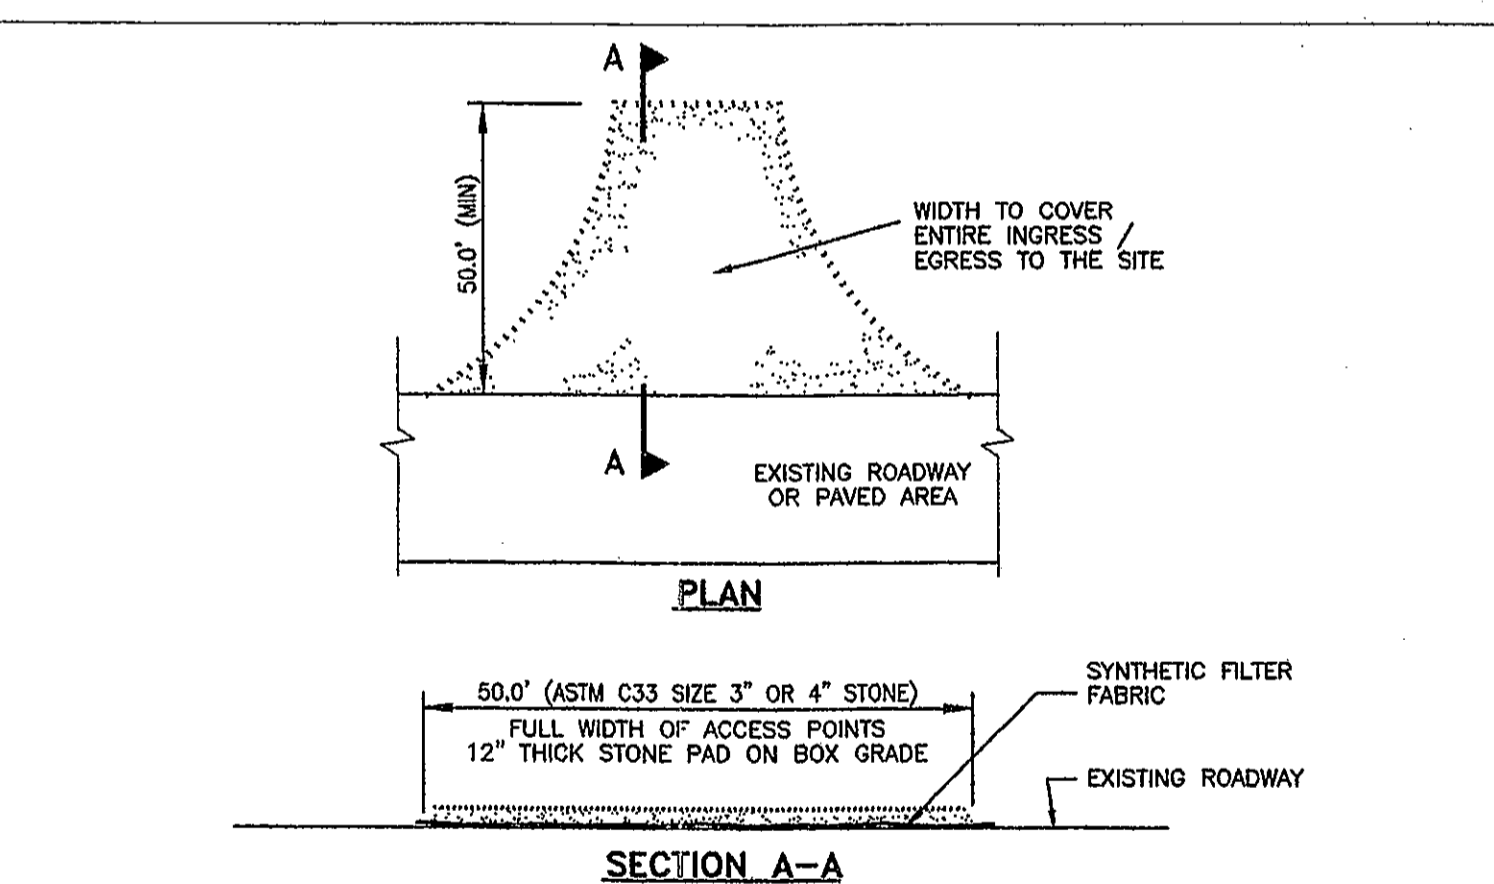 A
50.0' (MIN)
WIDTH TO COVER
ENTIRE INGRESS /
EGRESS TO THE SITE
A
EXISTING ROADWAY
OR PAVED AREA
PLAN
50.0' (ASTM C33 SIZE 3" OR 4" STONE)
FULL WIDTH OF ACCESS POINTS
12" THICK STONE PAD ON BOX GRADE
SYNTHETIC FILTER
FABRIC
EXISTING ROADWAY
SECTION A-A